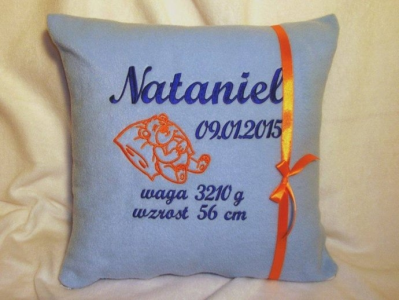 Nataniel
09.01.2015
waga 3210 g
wzrost 56 cm